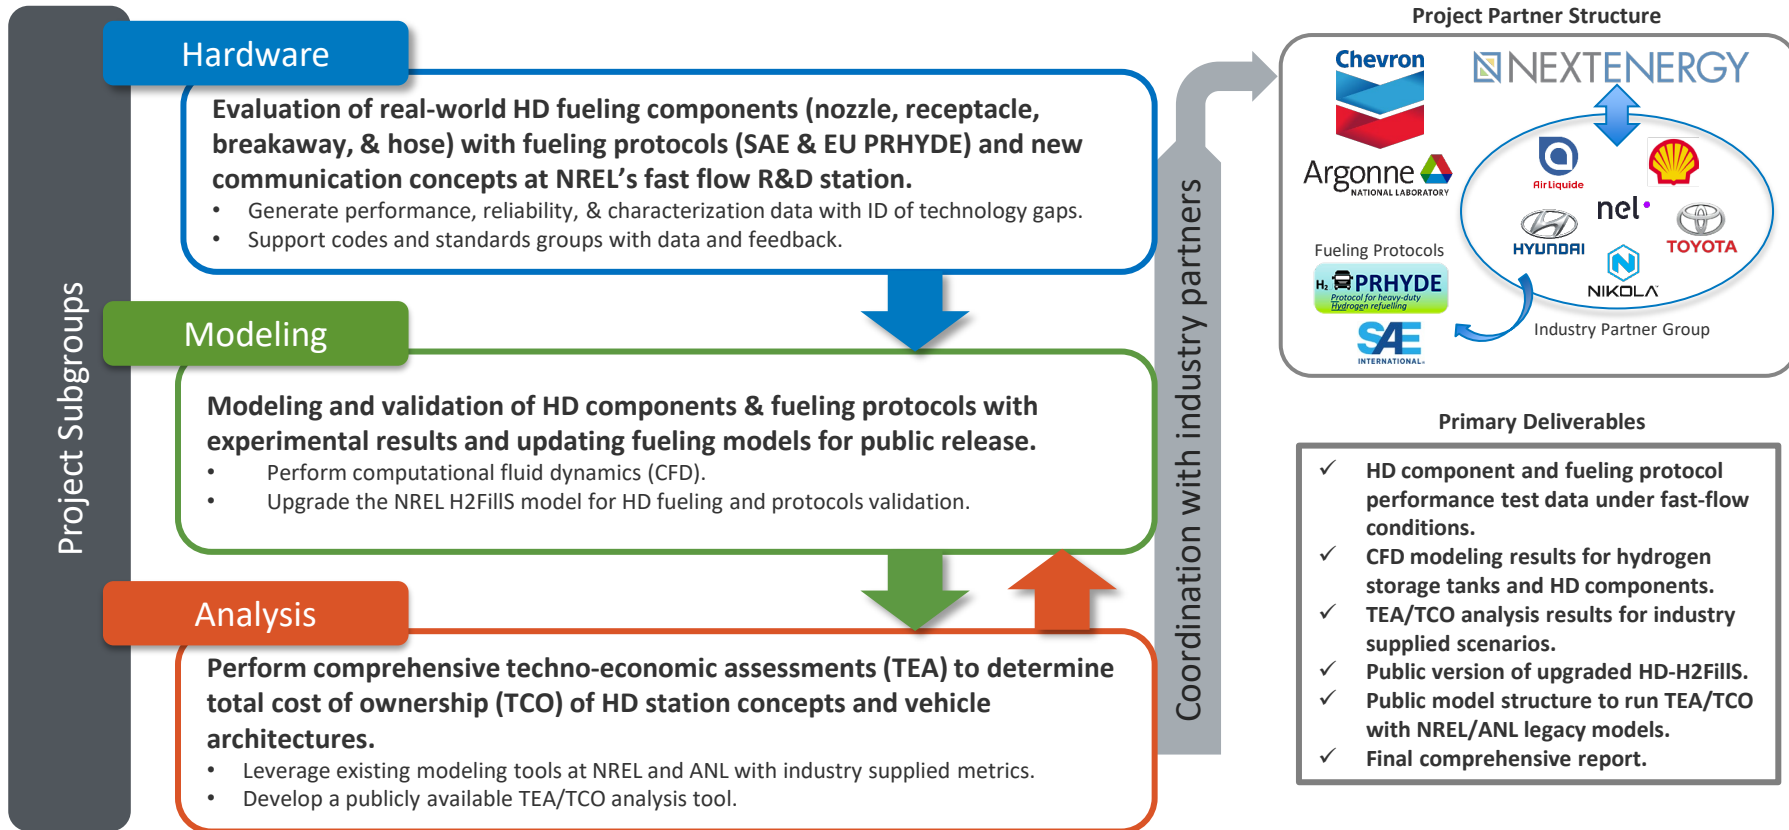 Project Subgroups
Hardware
Evaluation of real-world HD fueling components (nozzle, receptacle,
breakaway, & hose) with fueling protocols (SAE & EU PRHYDE) and new
communication concepts at NREL's fast flow R&D station.
• Generate performance, reliability, & characterization data with ID of technology gaps.
• Support codes and standards groups with data and feedback.
Modeling
Modeling and validation of HD components & fueling protocols with
experimental results and updating fueling models for public release.
• Perform computational fluid dynamics (CFD).
• Upgrade the NREL H2FillS model for HD fueling and protocols validation.
Analysis
Perform comprehensive techno-economic assessments (TEA) to determine
total cost of ownership (TCO) of HD station concepts and vehicle
architectures.
• Leverage existing modeling tools at NREL and ANL with industry supplied metrics.
• Develop a publicly available TEA/TCO analysis tool.
Coordination with industry partners
Project Partner Structure
Chevron
NEXTENERGY
Argonne
NATIONAL LABORATORY
Air Liquide
nel
HYUNDAI
TOYOTA
NIKOLA
Fueling Protocols
H₂ PRHYDE
Protocol for heavy-duty
Hydrogen refuelling
SAE
INTERNATIONAL
Industry Partner Group
Primary Deliverables
✓ HD component and fueling protocol
performance test data under fast-flow
conditions.
✓ CFD modeling results for hydrogen
storage tanks and HD components.
✓ TEA/TCO analysis results for industry
supplied scenarios.
✓ Public version of upgraded HD-H2FillS.
✓ Public model structure to run TEA/TCO
with NREL/ANL legacy models.
✓ Final comprehensive report.